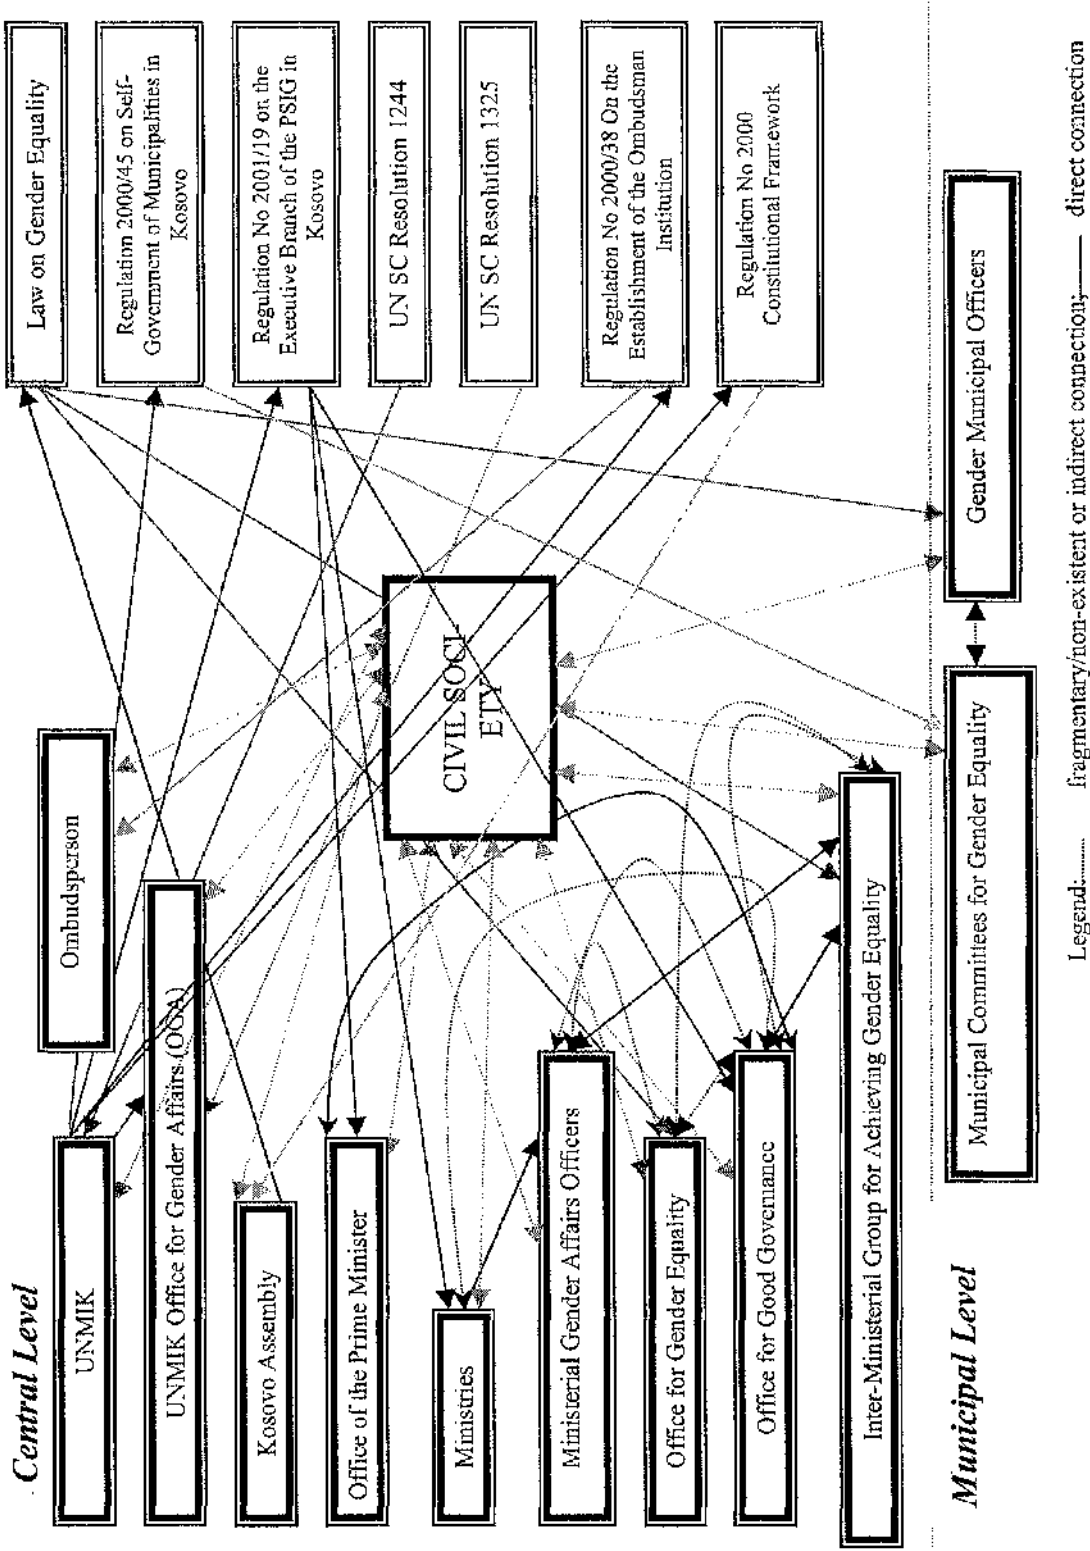 Central Level
UNMIK
UNMIK Office for Gender Affairs (OGA)
Kosovo Assembly
Office of the Prime Minister
Ministries
Ministerial Gender Affairs Officers
Office for Gender Equality
Office for Good Governance
Inter-Ministerial Group for Achieving Gender Equality
Ombudsperson
CIVIL SOCI-
ETY
Law on Gender Equality
Regulation 2000/45 on Self-
Government of Municipalities in
Kosovo
Regulation No 2001/19 on the
Executive Branch of the PSIG in
Kosovo
UN SC Resolution 1244
UN SC Resolution 1325
Regulation No 2000/38 On the
Establishment of the Ombudsman
Institution
Regulation No 2000
Constitutional Framework
Municipal Level
Municipal Committees for Gender Equality
Gender Municipal Officers
Legend: fragmentary/non-existent or indirect connection; direct connection